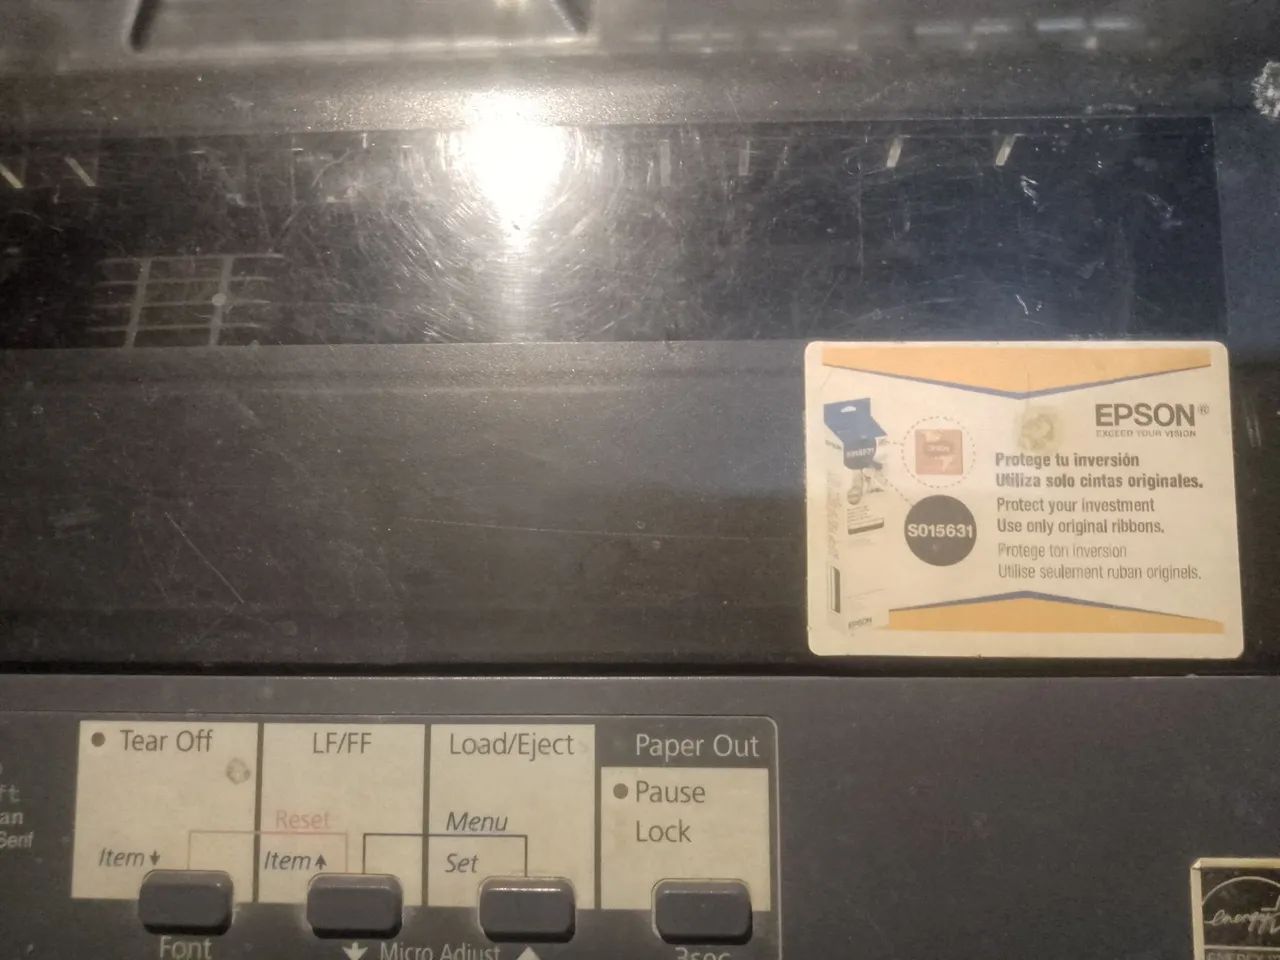 EPSON®
EXCEED YOUR VISION
Protege tu inversión
Utiliza solo cintas originales.
Protect your investment
Use only original ribbons.
Protege ton inversion
Utilise seulement ruban originels.
S015631
EPSON
Tear Off
LF/FF
Load/Eject
Paper Out
Pause
Lock
Reset
Menu
Item
Item
Set
Font
Micro Adjust
3sec
energy